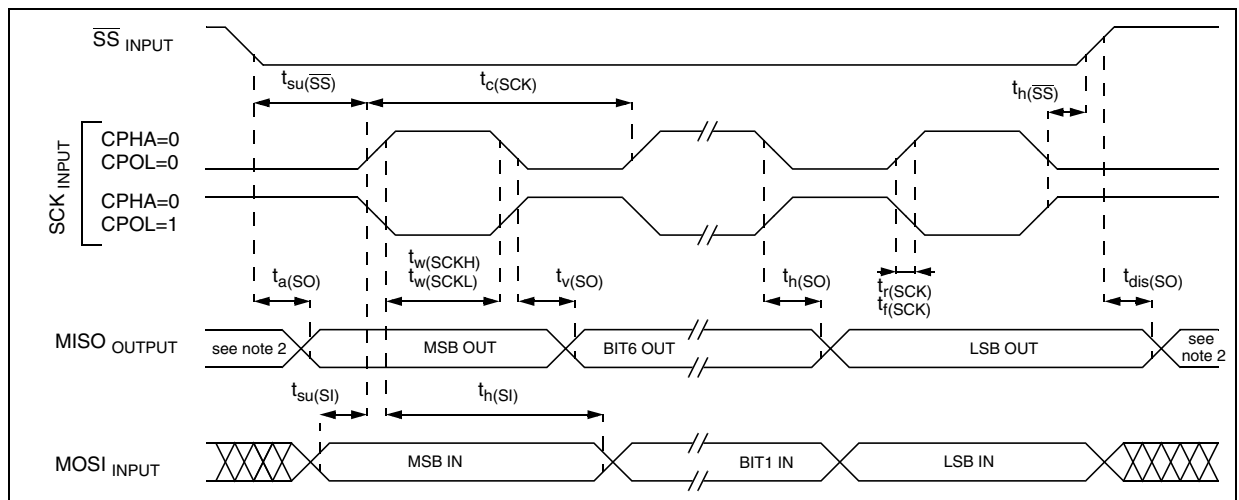 SS INPUT
tsu(SS)
tc(SCK)
th(SS)
SCK INPUT
CPHA=0
CPOL=0
CPHA=0
CPOL=1
ta(SO)
tw(SCKH)
tw(SCKL)
tv(SO)
th(SO)
tr(SCK)
tf(SCK)
tdis(SO)
MISO OUTPUT
see note 2
MSB OUT
BIT6 OUT
LSB OUT
see
note 2
tsu(SI)
th(SI)
MOSI INPUT
MSB IN
BIT1 IN
LSB IN